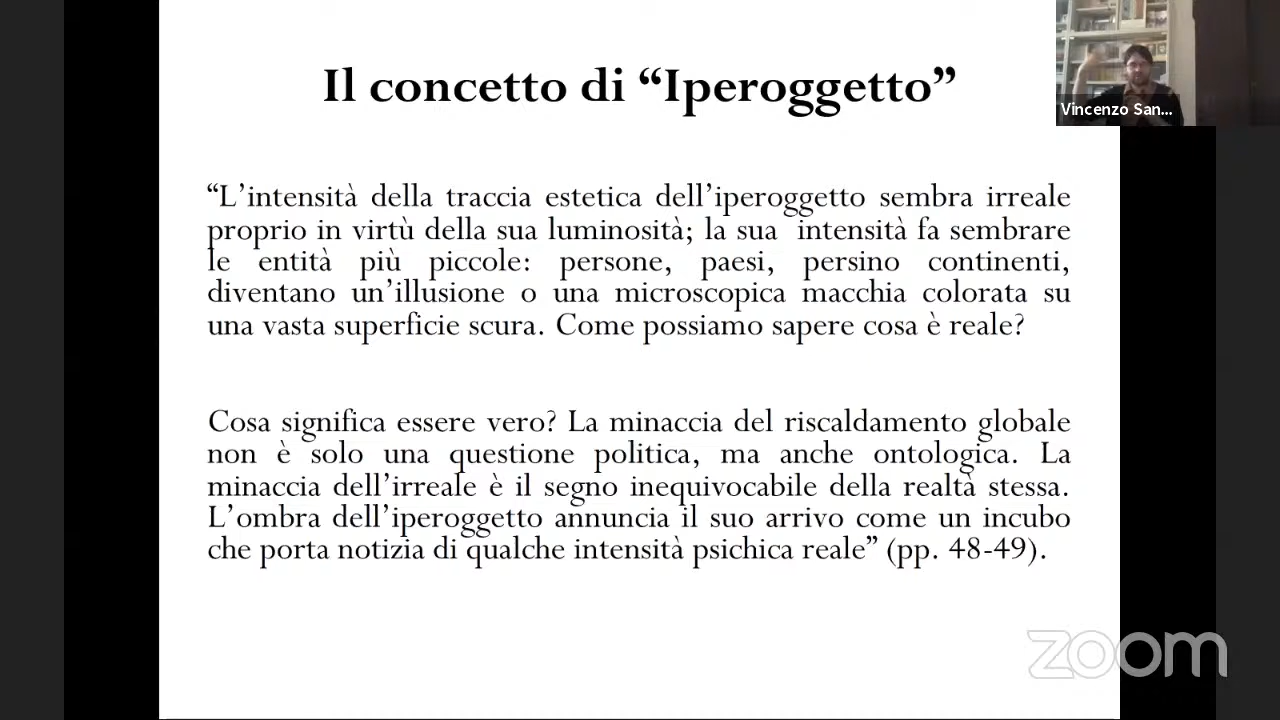 Il concetto di “Iperoggetto”
Vincenzo San...
“L’intensità della traccia estetica dell’iperoggetto sembra irreale
proprio in virtù della sua luminosità; la sua  intensità fa sembrare
le entità più piccole: persone, paesi, persino continenti,
diventano un’illusione o una microscopica macchia colorata su
una vasta superficie scura. Come possiamo sapere cosa è reale?
Cosa significa essere vero? La minaccia del riscaldamento globale
non è solo una questione politica, ma anche ontologica. La
minaccia dell’irreale è il segno inequivocabile della realtà stessa.
L’ombra dell’iperoggetto annuncia il suo arrivo come un incubo
che porta notizia di qualche intensità psichica reale” (pp. 48-49).
zoom